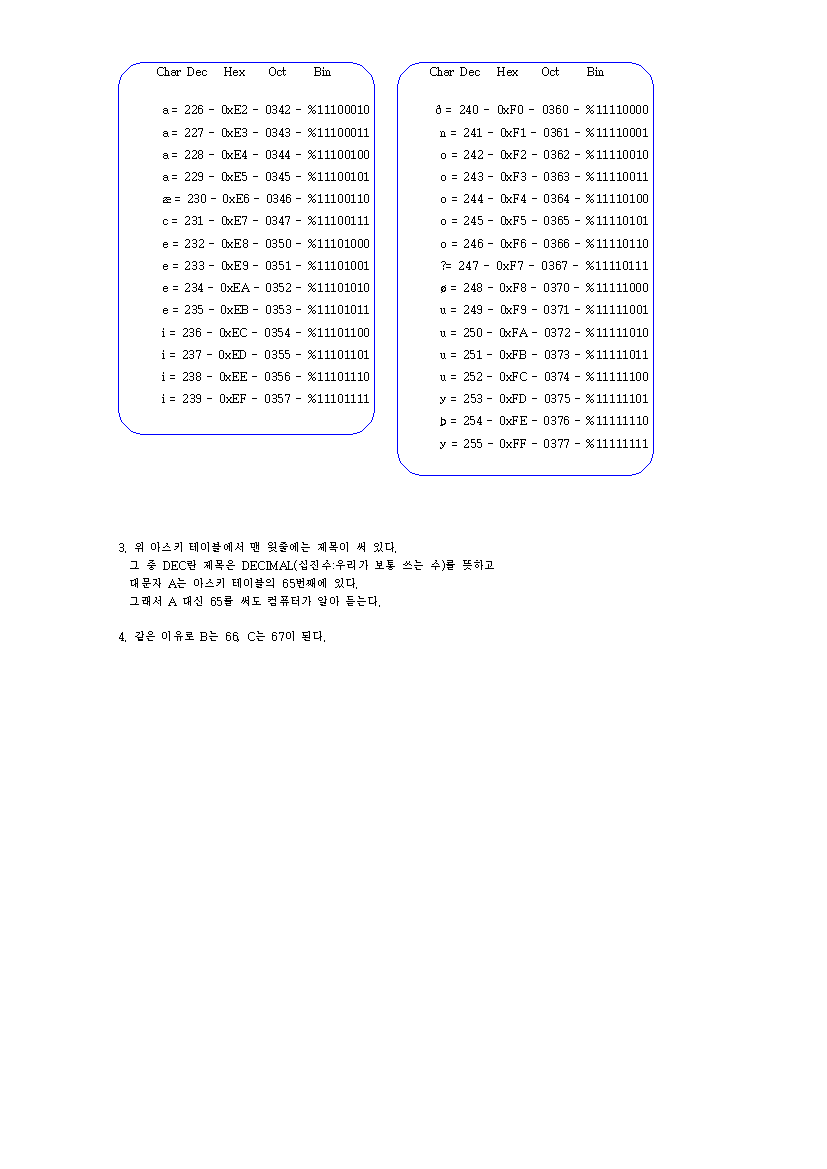 Char Dec Hex Oct Bin
a = 226 - 0xE2 - 0342 - %11100010
a = 227 - 0xE3 - 0343 - %11100011
a = 228 - 0xE4 - 0344 - %11100100
a = 229 - 0xE5 - 0345 - %11100101
æ = 230 - 0xE6 - 0346 - %11100110
c = 231 - 0xE7 - 0347 - %11100111
e = 232 - 0xE8 - 0350 - %11101000
e = 233 - 0xE9 - 0351 - %11101001
e = 234 - 0xEA - 0352 - %11101010
e = 235 - 0xEB - 0353 - %11101011
i = 236 - 0xEC - 0354 - %11101100
i = 237 - 0xED - 0355 - %11101101
i = 238 - 0xEE - 0356 - %11101110
i = 239 - 0xEF - 0357 - %11101111
Char Dec Hex Oct Bin
ð = 240 - 0xF0 - 0360 - %11110000
n = 241 - 0xF1 - 0361 - %11110001
o = 242 - 0xF2 - 0362 - %11110010
o = 243 - 0xF3 - 0363 - %11110011
o = 244 - 0xF4 - 0364 - %11110100
o = 245 - 0xF5 - 0365 - %11110101
o = 246 - 0xF6 - 0366 - %11110110
?= 247 - 0xF7 - 0367 - %11110111
ø = 248 - 0xF8 - 0370 - %11111000
u = 249 - 0xF9 - 0371 - %11111001
u = 250 - 0xFA - 0372 - %11111010
u = 251 - 0xFB - 0373 - %11111011
u = 252 - 0xFC - 0374 - %11111100
y = 253 - 0xFD - 0375 - %11111101
þ = 254 - 0xFE - 0376 - %11111110
y = 255 - 0xFF - 0377 - %11111111
3. 위 아스키 테이블에서 맨 윗줄에는 제목이 써 있다.
그 중 DEC란 제목은 DECIMAL(십진수:우리가 보통 쓰는 수)를 뜻하고
대문자 A는 아스키 테이블의 65번째에 있다.
그래서 A 대신 65를 써도 컴퓨터가 알아 듣는다.
4. 같은 이유로 B는 66, C는 67이 된다.